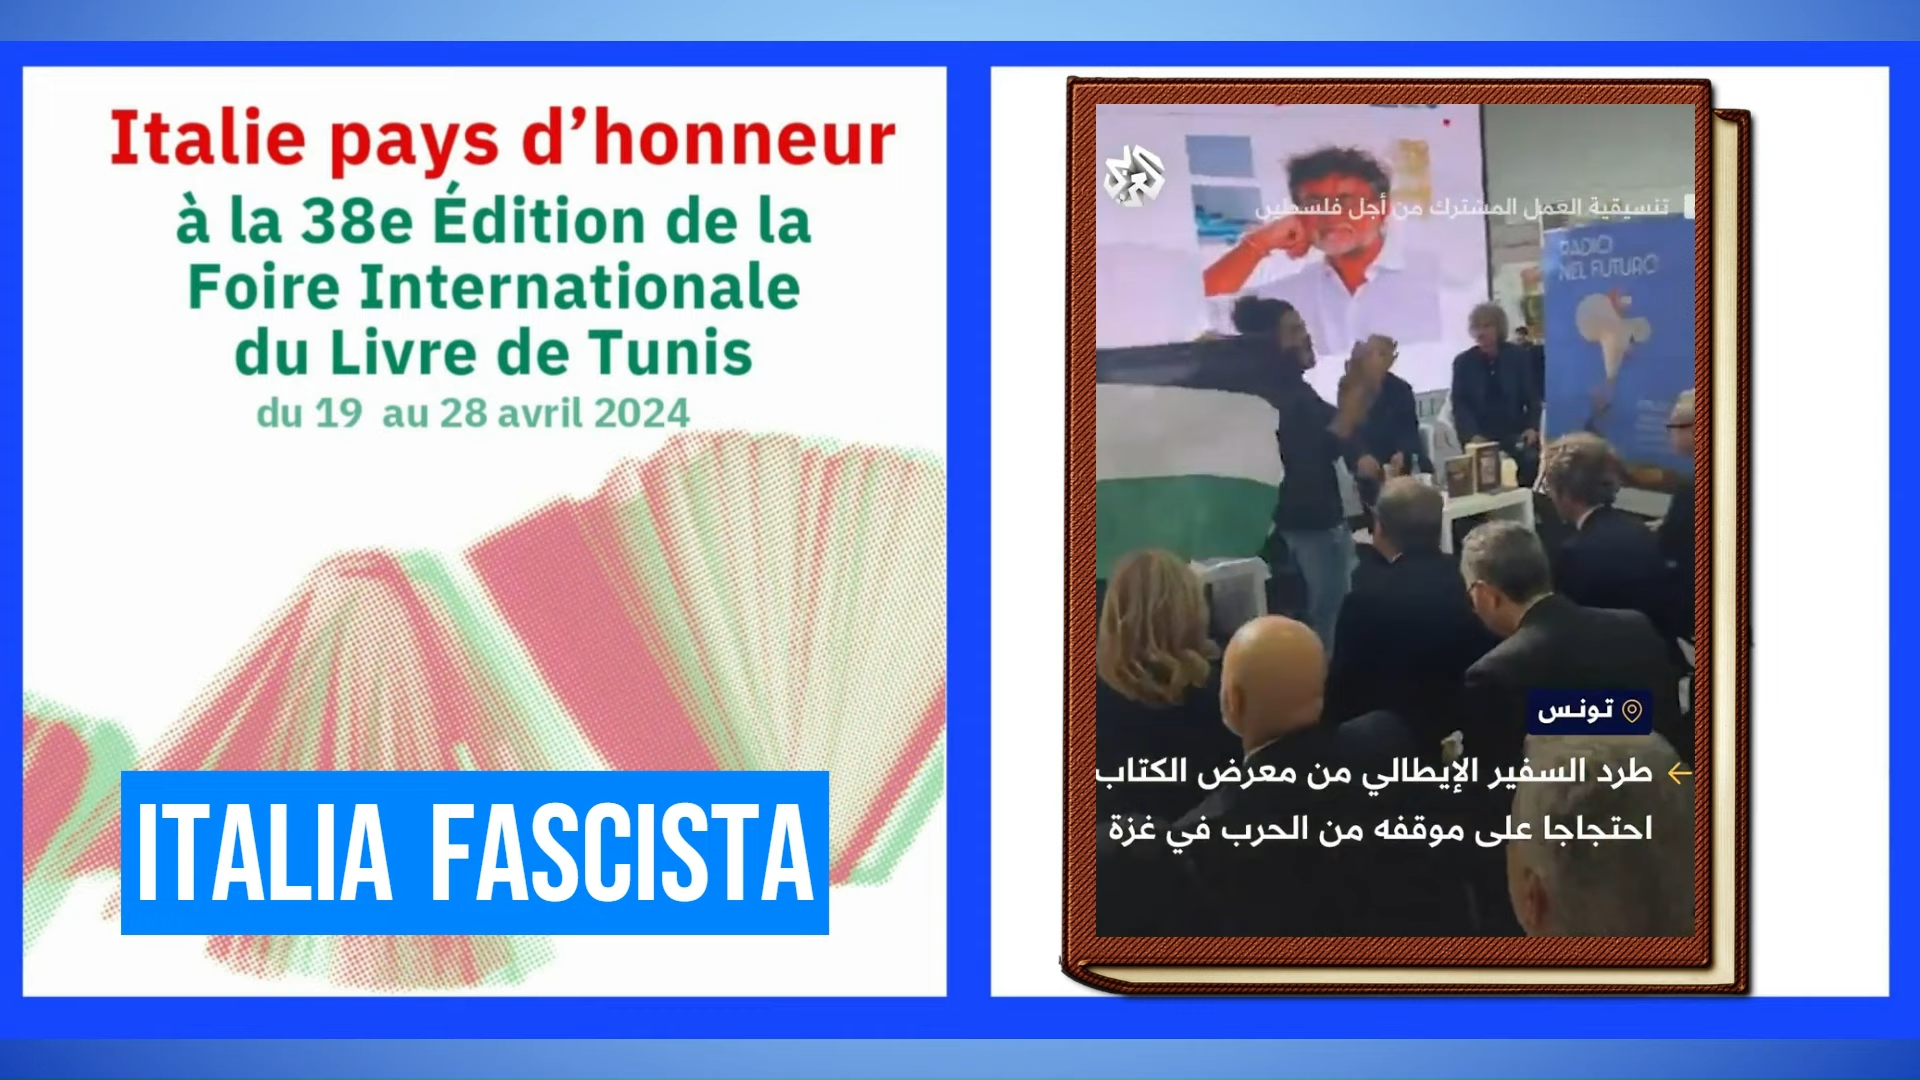 Italie pays d’honneur
à la 38e Édition de la
Foire Internationale
du Livre de Tunis
du 19 au 28 avril 2024
ITALIA FASCISTA
العربي
تنسيقية العمل المشترك من أجل فلسطين
RADIO
NEL FUTURO
تونس
طرد السفير الإيطالي من معرض الكتاب
احتجاجا على موقفه من الحرب في غزة